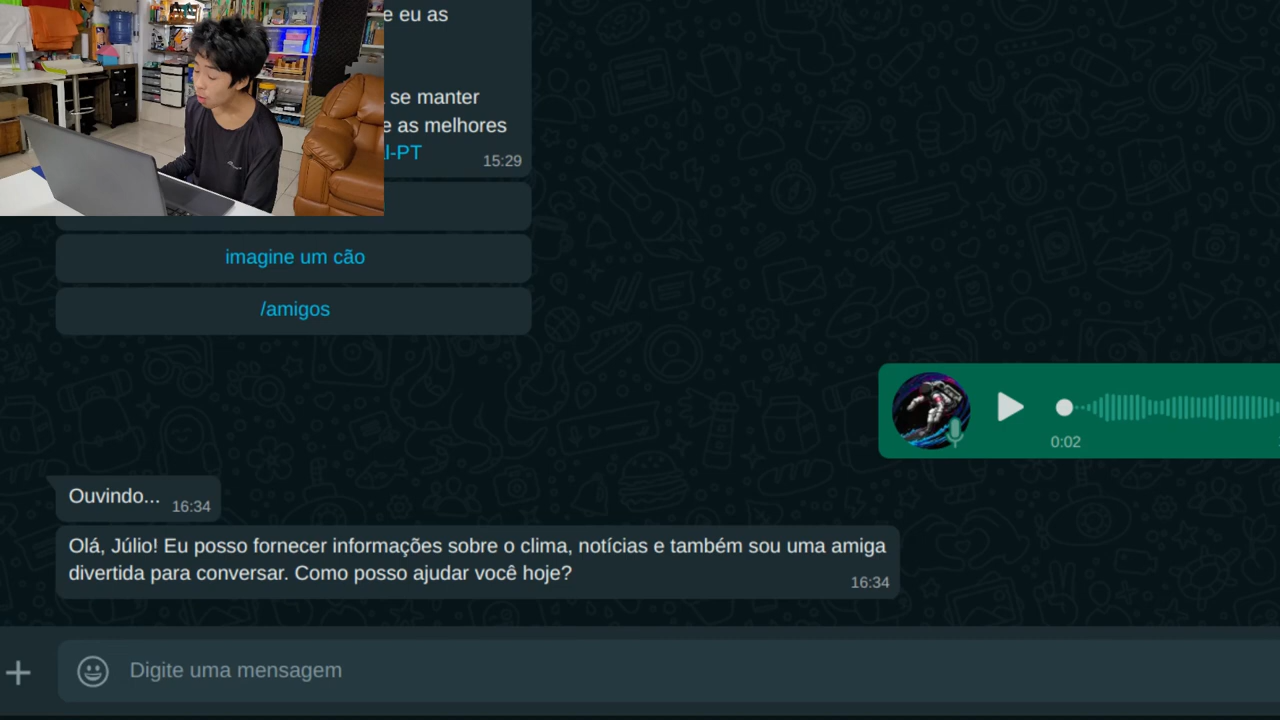 e eu as
se manter
e as melhores
l-PT
15:29
imagine um cão
/amigos
0:02
Ouvindo...
16:34
Olá, Júlio! Eu posso fornecer informações sobre o clima, notícias e também sou uma amiga
divertida para conversar. Como posso ajudar você hoje?
16:34
Digite uma mensagem